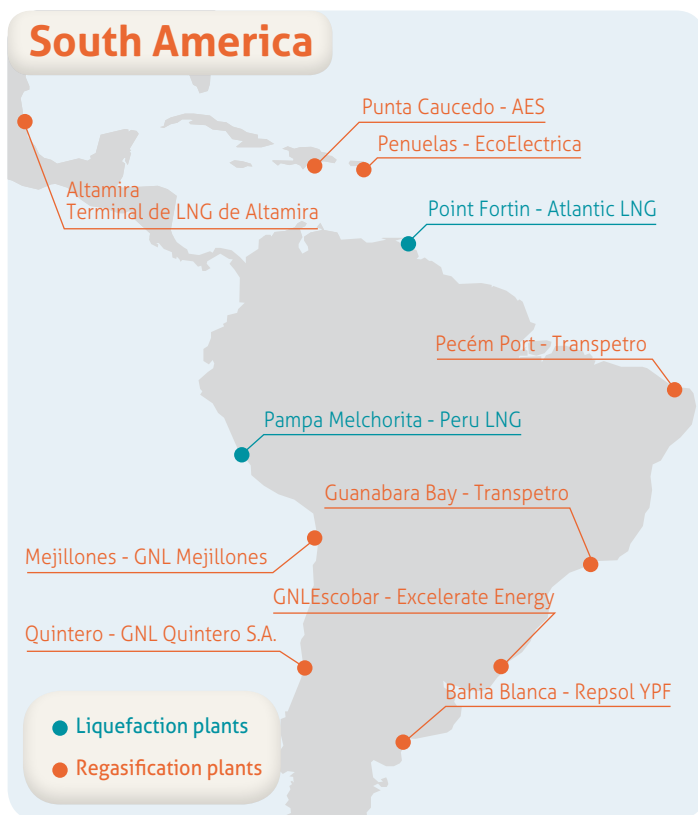 South America
Punta Caucedo - AES
Penuelas - EcoElectrica
Altamira
Terminal de LNG de Altamira
Point Fortin - Atlantic LNG
Pecém Port - Transpetro
Pampa Melchorita - Peru LNG
Guanabara Bay - Transpetro
Mejillones - GNL Mejillones
GNLEscobar - Excelerate Energy
Quintero - GNL Quintero S.A.
Bahia Blanca - Repsol YPF
Liquefaction plants
Regasification plants